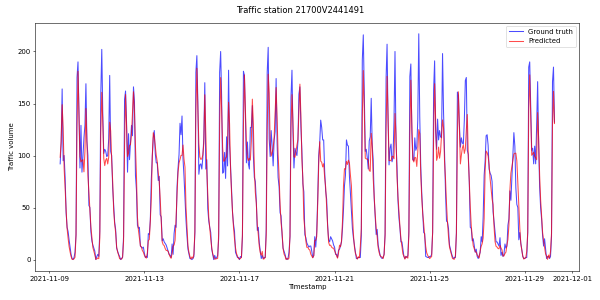 Traffic station 21700V2441491
Ground truth
Predicted
Traffic volume
200
150
100
50
0
2021-11-09
2021-11-13
2021-11-17
2021-11-21
2021-11-25
2021-11-29
2021-12-01
Timestamp